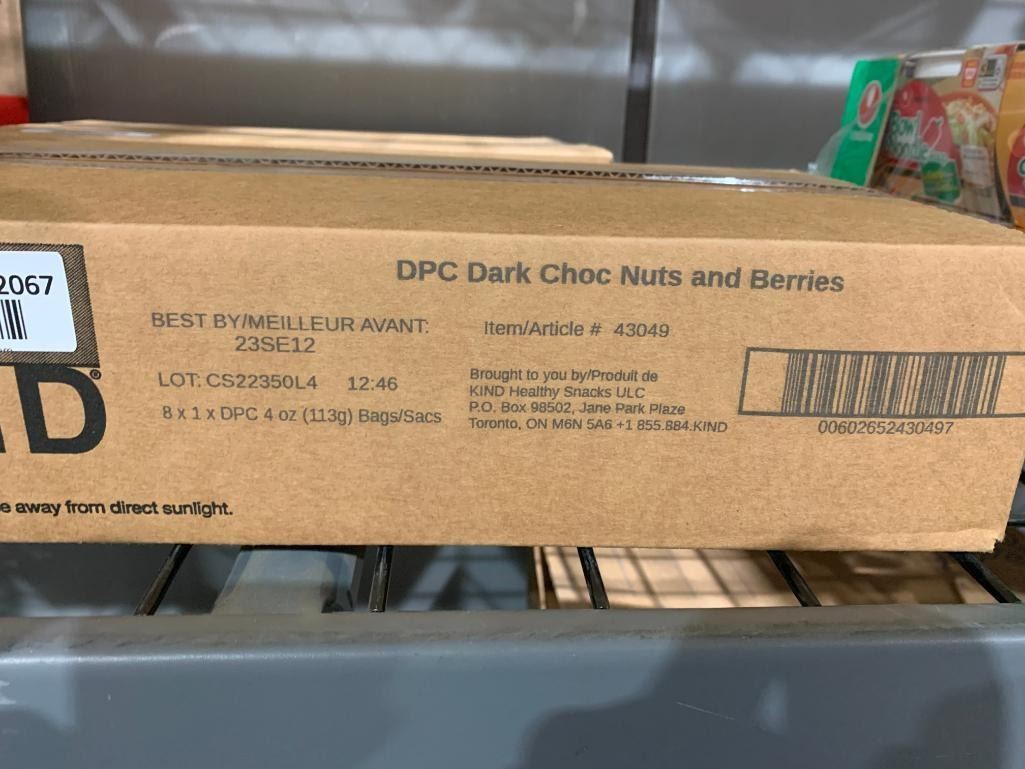 2067
DPC Dark Choc Nuts and Berries
BEST BY/MEILLEUR AVANT:
23SE12
LOT: CS22350L4 12:46
8 x 1 x DPC 4 oz (113g) Bags/Sacs
Item/Article # 43049
Brought to you by/Produit de
KIND Healthy Snacks ULC
P.O. Box 98502, Jane Park Plaze
Toronto, ON M6N 5A6 +1 855.884.KIND
00602652430497
D®
e away from direct sunlight.
Bowl